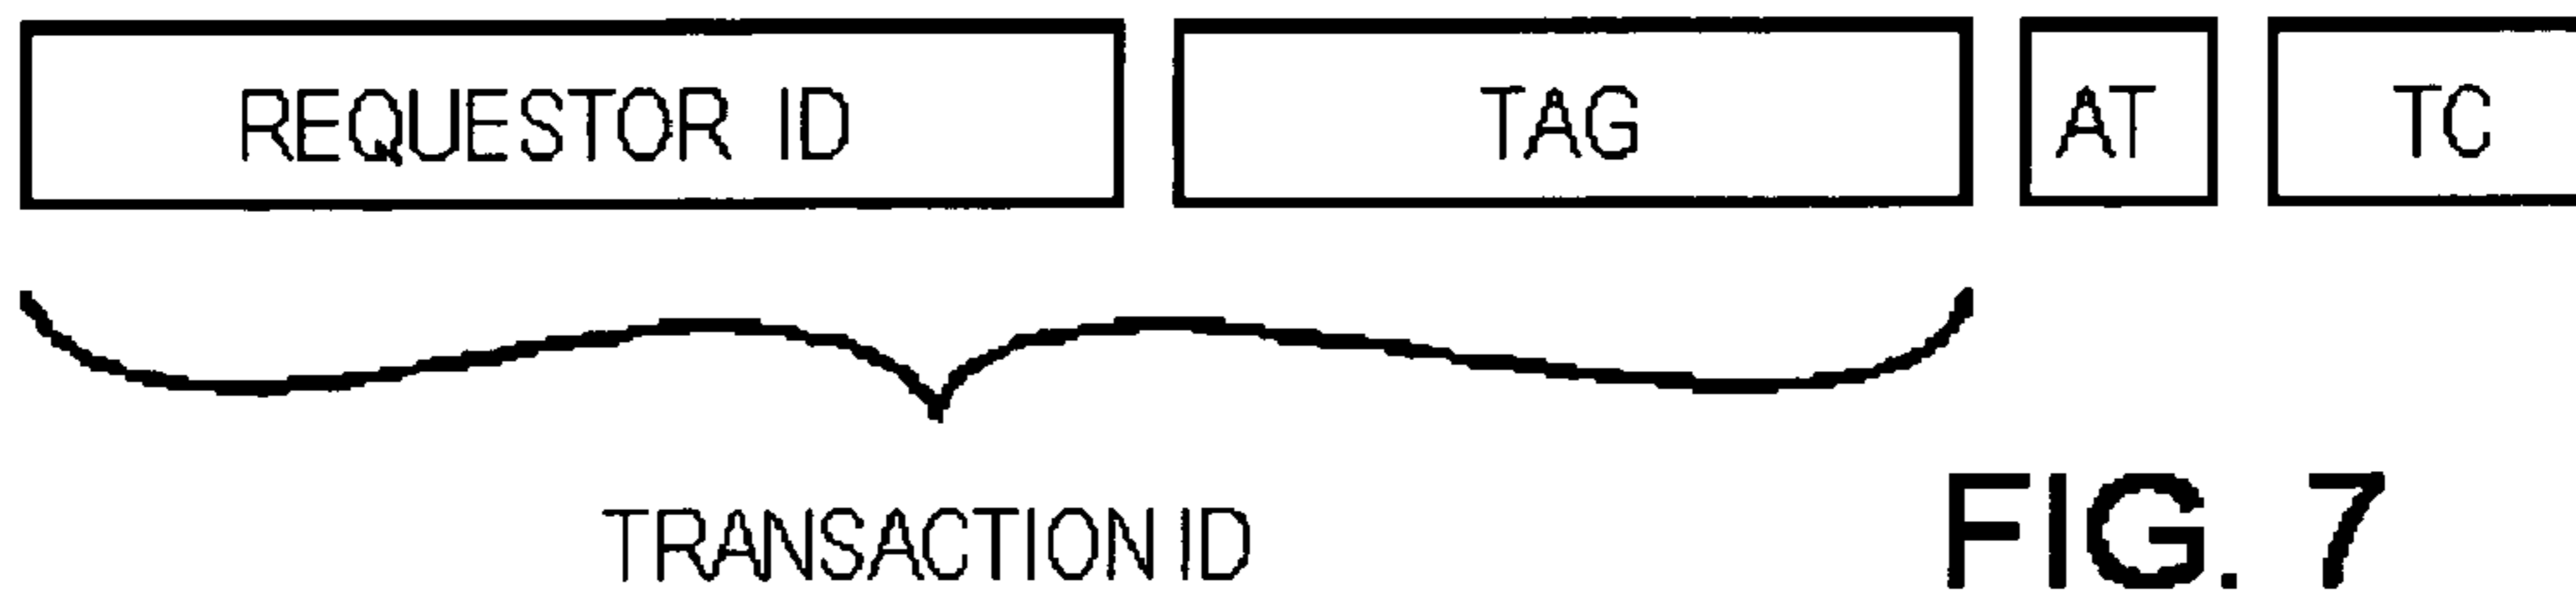 REQUESTOR ID TAG AT TC
TRANSACTION ID
FIG. 7